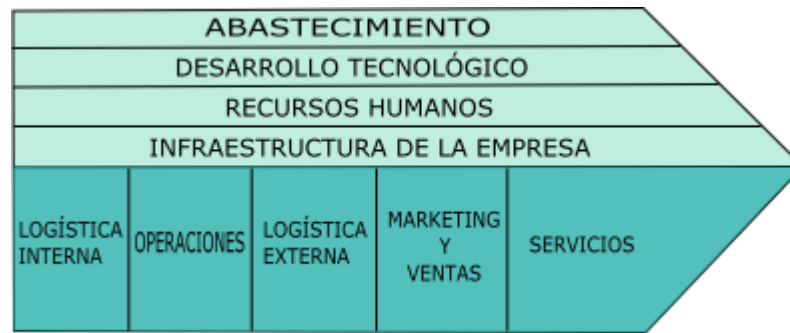 ABASTECIMIENTO
DESARROLLO TECNOLÓGICO
RECURSOS HUMANOS
INFRAESTRUCTURA DE LA EMPRESA
LOGÍSTICA
INTERNA
OPERACIONES
LOGÍSTICA
EXTERNA
MARKETING
Y
VENTAS
SERVICIOS